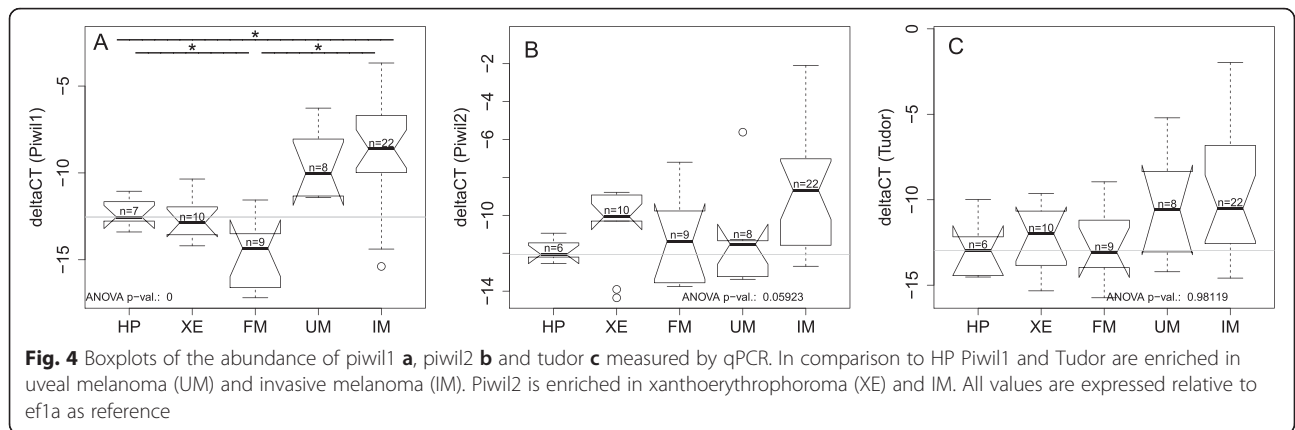 A
* 
* *
deltaCT (Piwil1)
−5
−10
−15
n=7
n=10
n=9
n=8
n=22
ANOVA p-val.: 0
HP XE FM UM IM
B
deltaCT (Piwil2)
−2
−4
−6
−10
−14
n=6
n=10
n=9
n=8
n=22
ANOVA p-val.: 0.05923
HP XE FM UM IM
C
deltaCT (Tudor)
0
−5
−10
−15
n=6
n=10
n=9
n=8
n=22
ANOVA p-val.: 0.98119
HP XE FM UM IM
Fig. 4 Boxplots of the abundance of piwil1 a, piwil2 b and tudor c measured by qPCR. In comparison to HP Piwil1 and Tudor are enriched in
uveal melanoma (UM) and invasive melanoma (IM). Piwil2 is enriched in xanthoerythrophoroma (XE) and IM. All values are expressed relative to
ef1a as reference